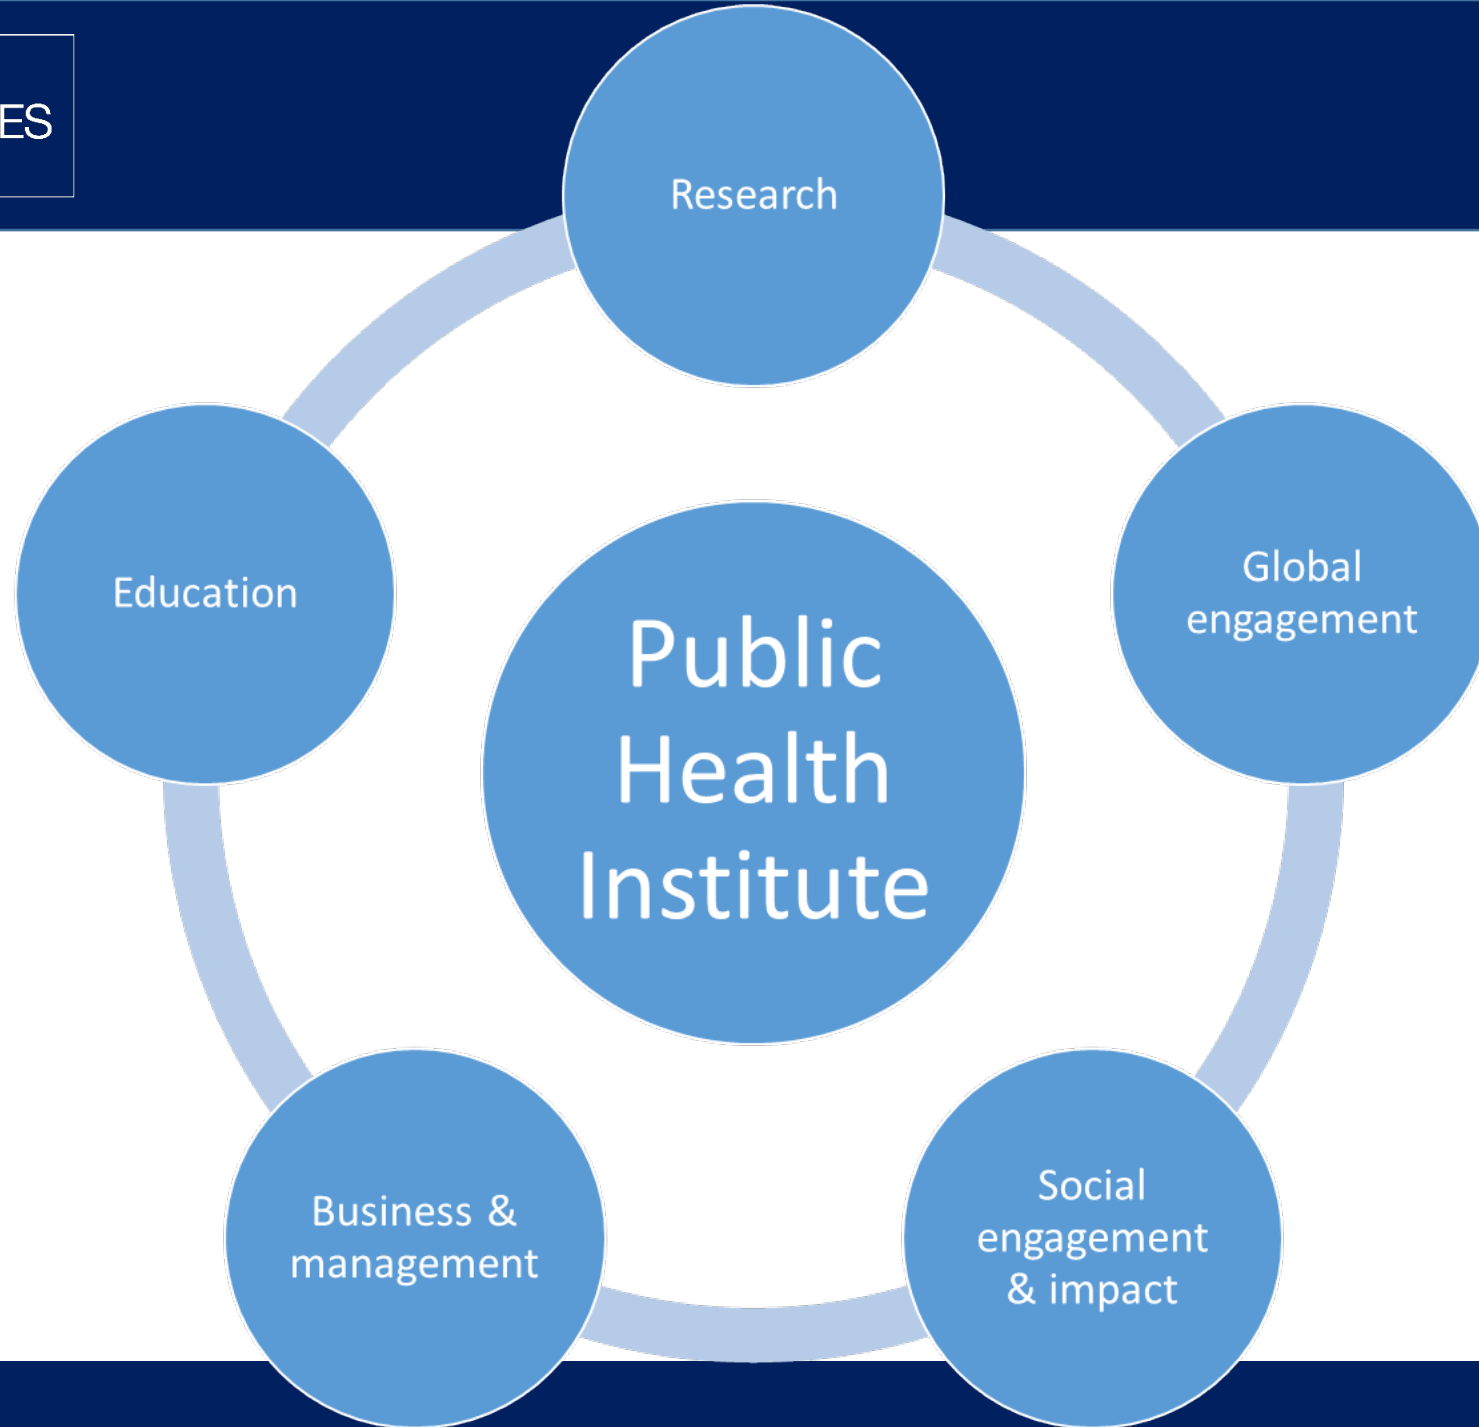 ES
Research
Education
Global
engagement
Public
Health
Institute
Business &
management
Social
engagement
& impact